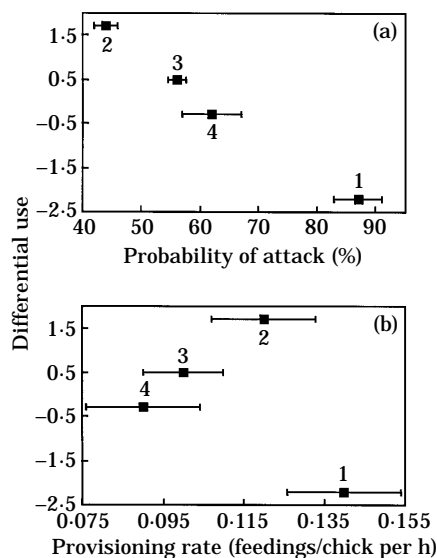 (a)
1·5
0·5
−0·5
−1·5
−2·5
2
3
4
1
40 50 60 70 80 90
Probability of attack (%)
Differential use
(b)
1·5
0·5
−0·5
−1·5
−2·5
2
3
4
1
0·075 0·095 0·115 0·135 0·155
Provisioning rate (feedings/chick per h)